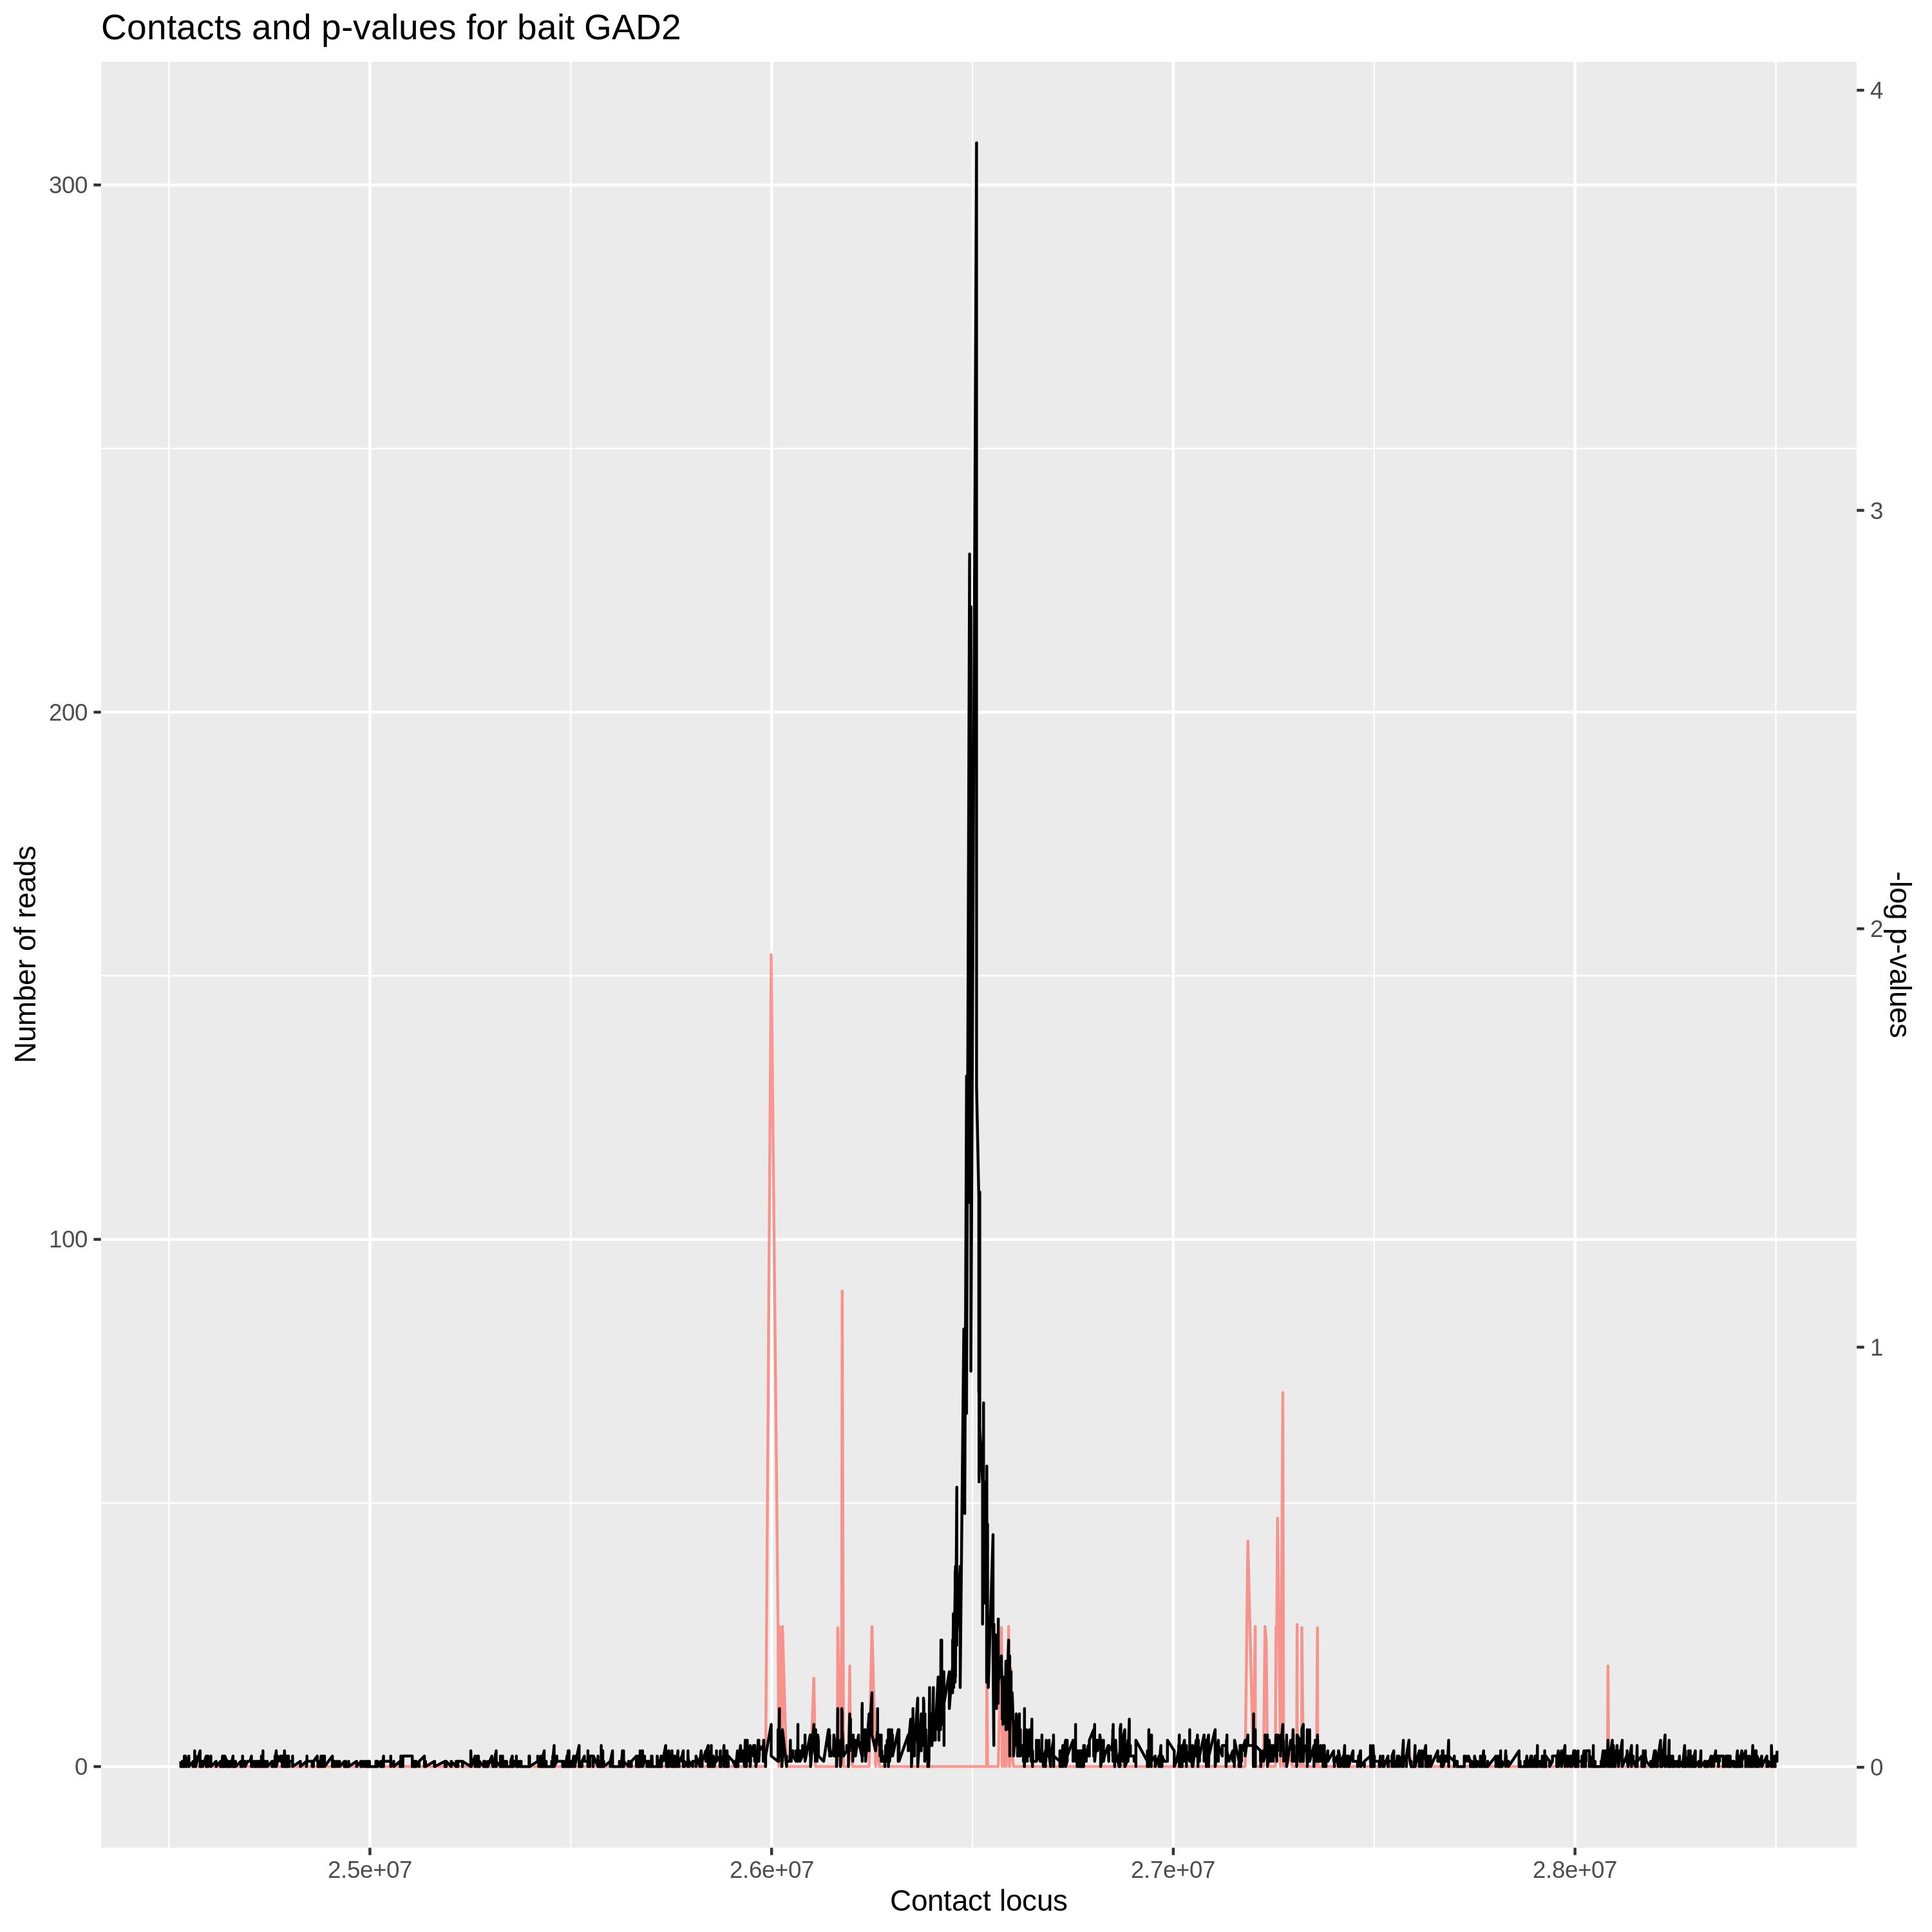 Contacts and p-values for bait GAD2
Number of reads
300
200
100
0
4
3
2
1
0
-log p-values
2.5e+07
2.6e+07
2.7e+07
2.8e+07
Contact locus